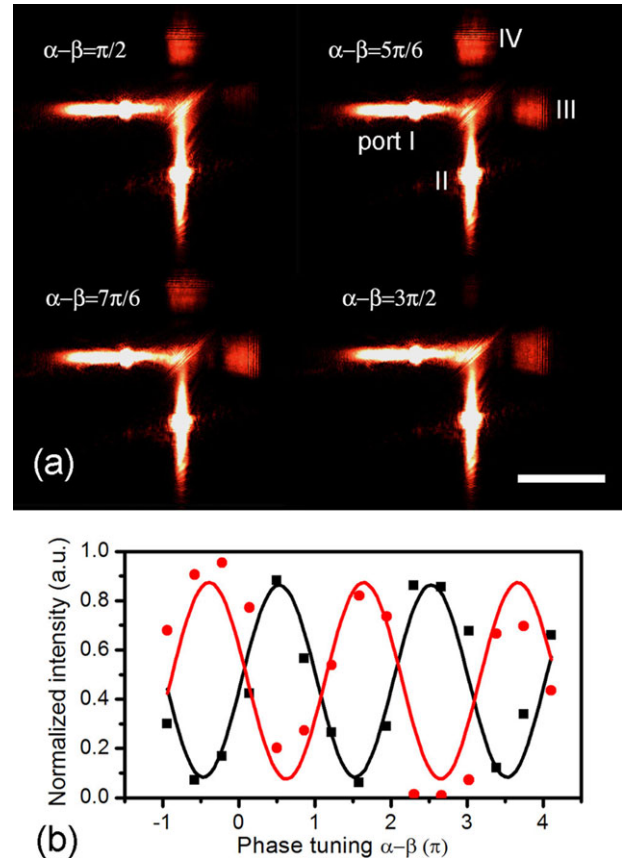 α−β=π/2
α−β=5π/6
IV
III
port I
II
α−β=7π/6
α−β=3π/2
(a)
Normalized intensity (a.u.)
1.0
0.8
0.6
0.4
0.2
0.0
-1 0 1 2 3 4
Phase tuning α−β (π)
(b)